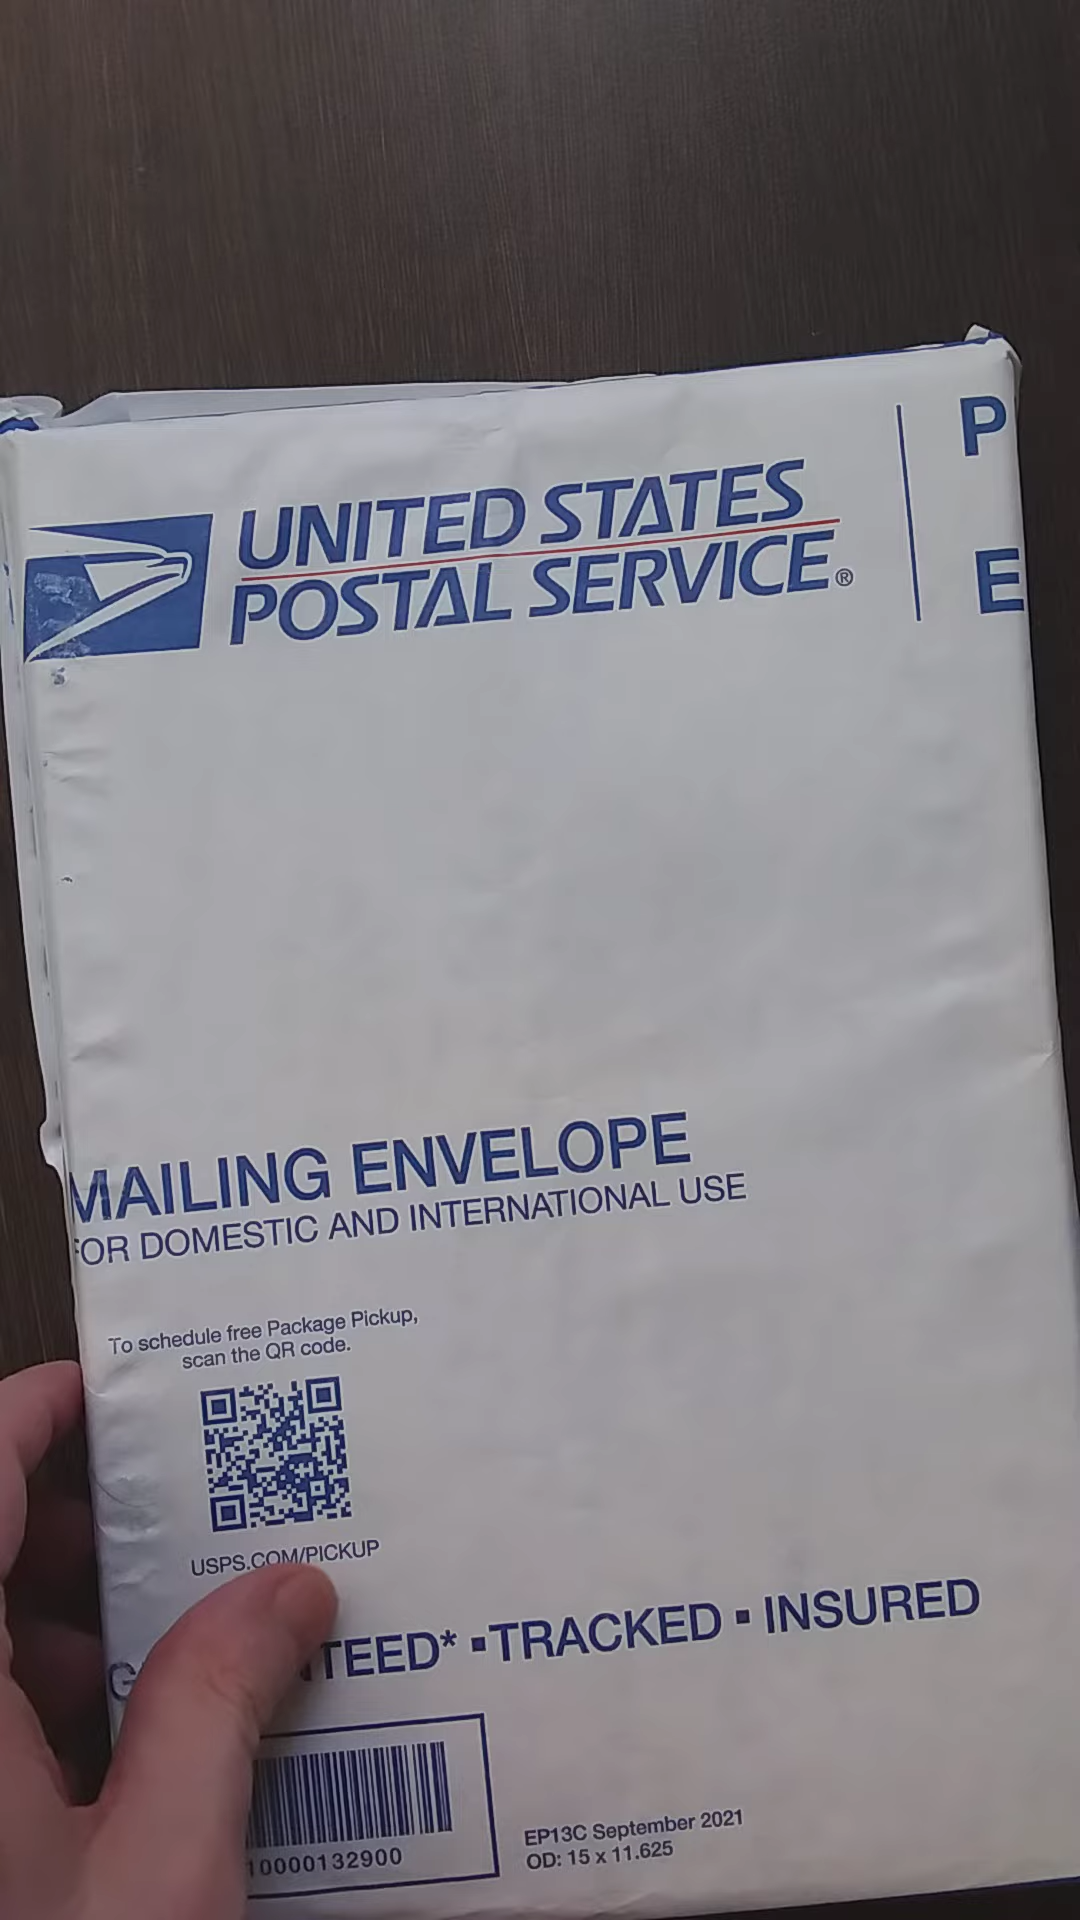 UNITED STATES
POSTAL SERVICE®
P
E
MAILING ENVELOPE
FOR DOMESTIC AND INTERNATIONAL USE
To schedule free Package Pickup,
scan the QR code.
USPS.COM/PICKUP
TEED* ▪ TRACKED ▪ INSURED
10000132900
EP13C September 2021
OD: 15 x 11.625